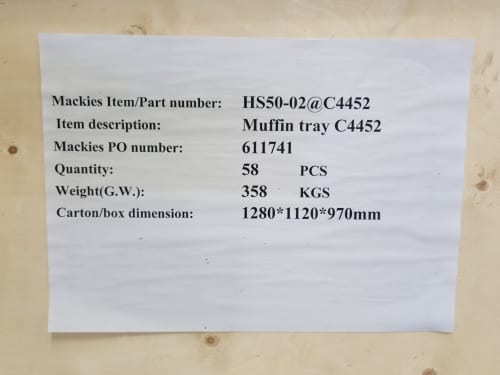 Mackies Item/Part number: HS50-02@C4452
Item description: Muffin tray C4452
Mackies PO number: 611741
Quantity: 58 PCS
Weight(G.W.): 358 KGS
Carton/box dimension: 1280*1120*970mm